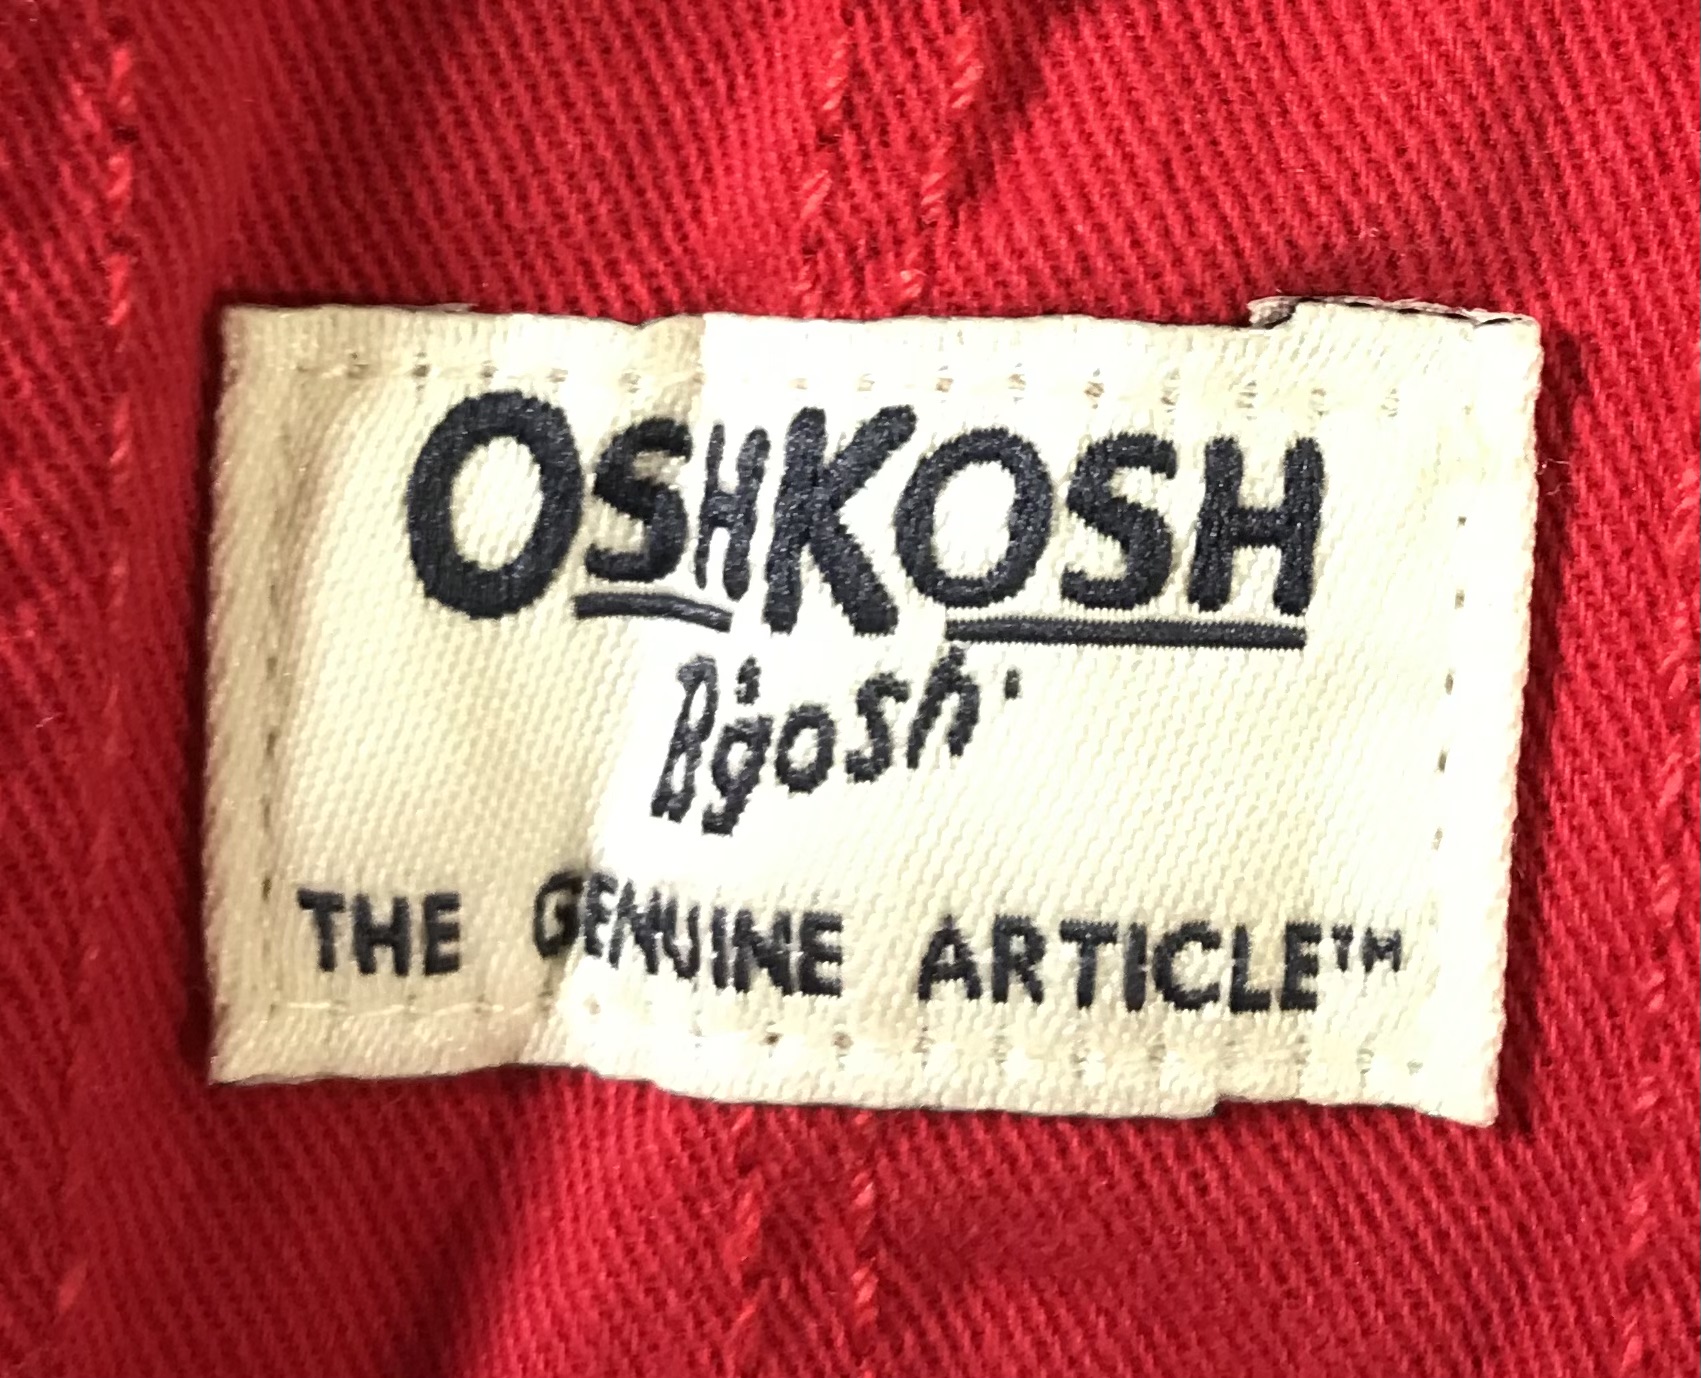 OSHKOSH
B'gosh
THE GENUINE ARTICLE™